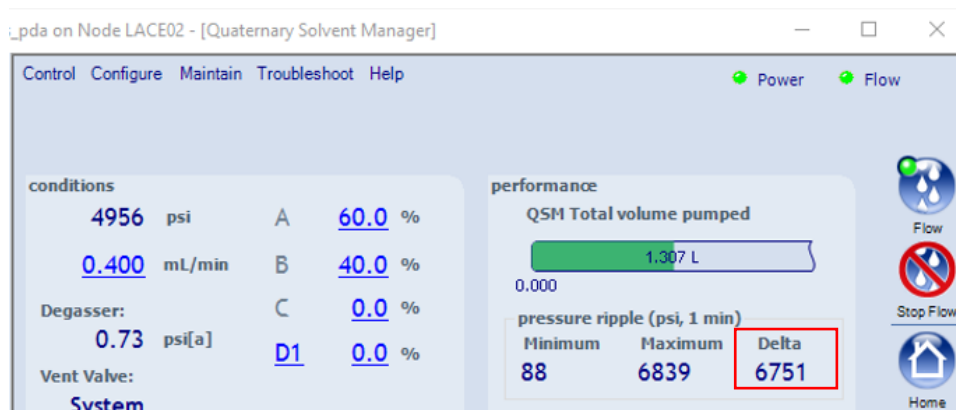 _pda on Node LACE02 - [Quaternary Solvent Manager]
Control Configure Maintain Troubleshoot Help
Power
Flow
conditions
4956 psi
A 60.0 %
0.400 mL/min
B 40.0 %
Degasser:
C 0.0 %
0.73 psi[a]
D1 0.0 %
Vent Valve:
System
performance
QSM Total volume pumped
1.307 L
0.000
pressure ripple (psi, 1 min)
Minimum Maximum Delta
88 6839 6751
Flow
Stop Flow
Home